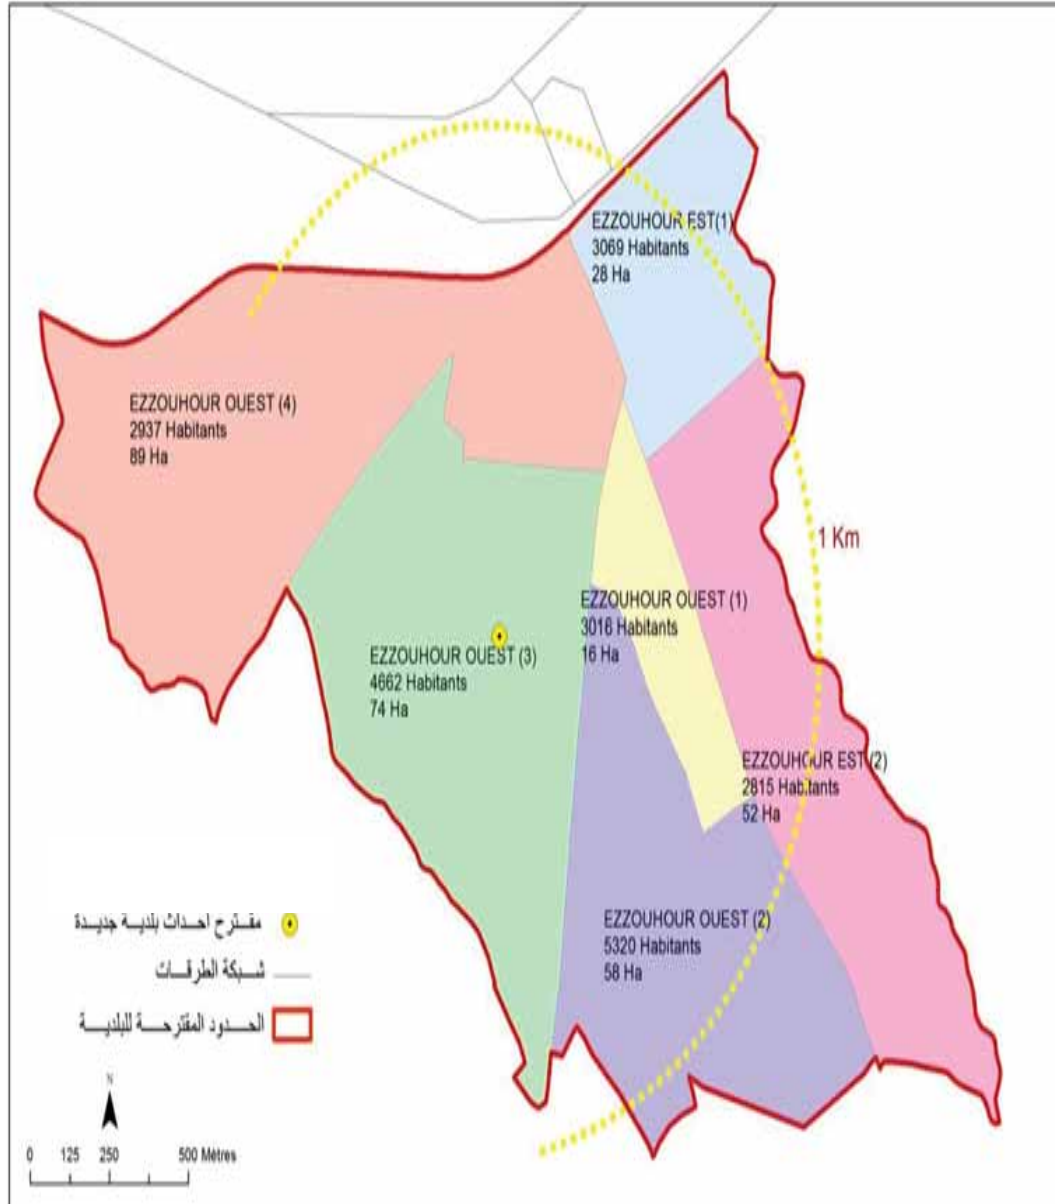 EZZOUHOUR EST(1)
3069 Habitants
28 Ha
EZZOUHOUR OUEST (4)
2937 Habitants
89 Ha
1 Km
EZZOUHOUR OUEST (1)
3016 Habitants
16 Ha
EZZOUHOUR OUEST (3)
4662 Habitants
74 Ha
EZZOUHOUR EST (2)
2815 Habitants
52 Ha
EZZOUHOUR OUEST (2)
5320 Habitants
58 Ha
مقترح احداث بلدية جديدة
شبكة الطرقات
الحدود المقترحة للبلدية
N
0 125 250 500 Mètres